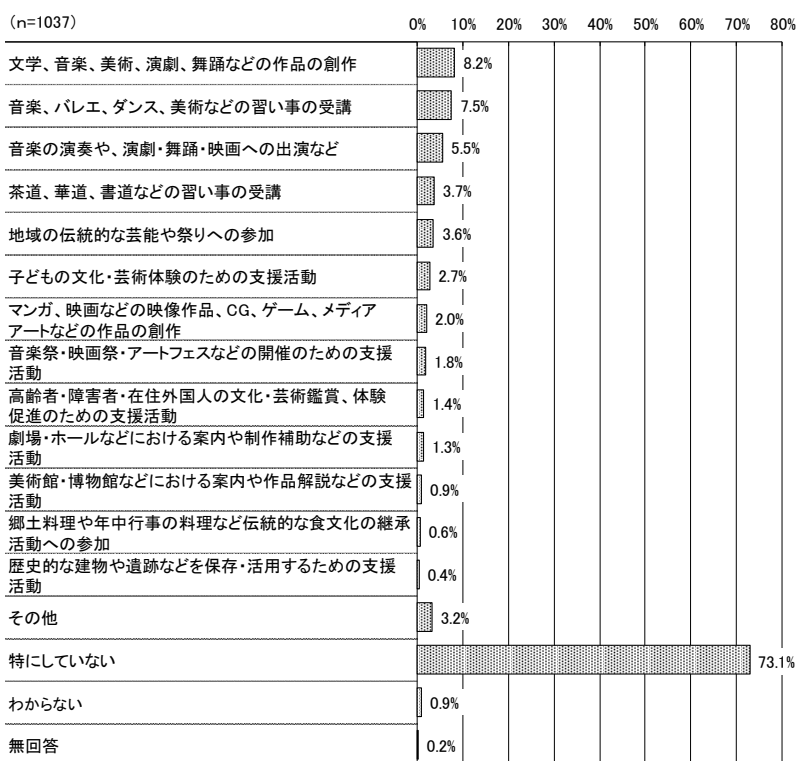 (n=1037)
0% 10% 20% 30% 40% 50% 60% 70% 80%
文学、音楽、美術、演劇、舞踊などの作品の創作 8.2%
音楽、バレエ、ダンス、美術などの習い事の受講 7.5%
音楽の演奏や、演劇・舞踊・映画への出演など 5.5%
茶道、華道、書道などの習い事の受講 3.7%
地域の伝統的な芸能や祭りへの参加 3.6%
子どもの文化・芸術体験のための支援活動 2.7%
マンガ、映画などの映像作品、CG、ゲーム、メディア
アートなどの作品の創作 2.0%
音楽祭・映画祭・アートフェスなどの開催のための支援
活動 1.8%
高齢者・障害者・在住外国人の文化・芸術鑑賞、体験
促進のための支援活動 1.4%
劇場・ホールなどにおける案内や制作補助などの支援
活動 1.3%
美術館・博物館などにおける案内や作品解説などの支援
活動 0.9%
郷土料理や年中行事の料理など伝統的な食文化の継承
活動への参加 0.6%
歴史的な建物や遺跡などを保存・活用するための支援
活動 0.4%
その他 3.2%
特にしていない 73.1%
わからない 0.9%
無回答 0.2%